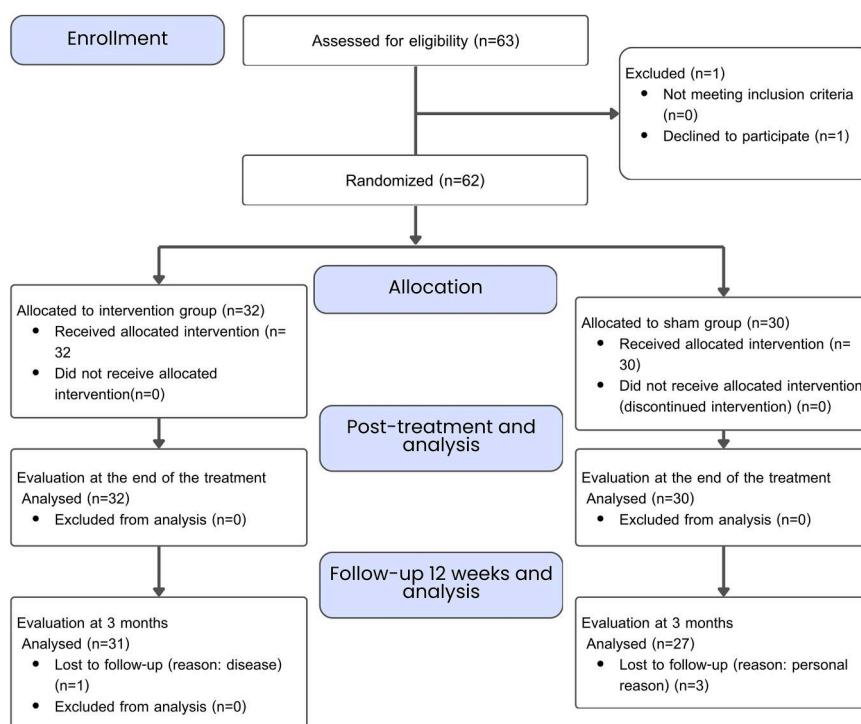 Enrollment
Assessed for eligibility (n=63)
Excluded (n=1)
● Not meeting inclusion criteria
(n=0)
● Declined to participate (n=1)
Randomized (n=62)
Allocation
Allocated to intervention group (n=32)
● Received allocated intervention (n=
32
● Did not receive allocated
intervention(n=0)
Allocated to sham group (n=30)
● Received allocated intervention (n=
30)
● Did not receive allocated intervention
(discontinued intervention) (n=0)
Post-treatment and
analysis
Evaluation at the end of the treatment
Analysed (n=32)
● Excluded from analysis (n=0)
Evaluation at the end of the treatment
Analysed (n=30)
● Excluded from analysis (n=0)
Follow-up 12 weeks and
analysis
Evaluation at 3 months
Analysed (n=31)
● Lost to follow-up (reason: disease)
(n=1)
● Excluded from analysis (n=0)
Evaluation at 3 months
Analysed (n=27)
● Lost to follow-up (reason: personal
reason) (n=3)